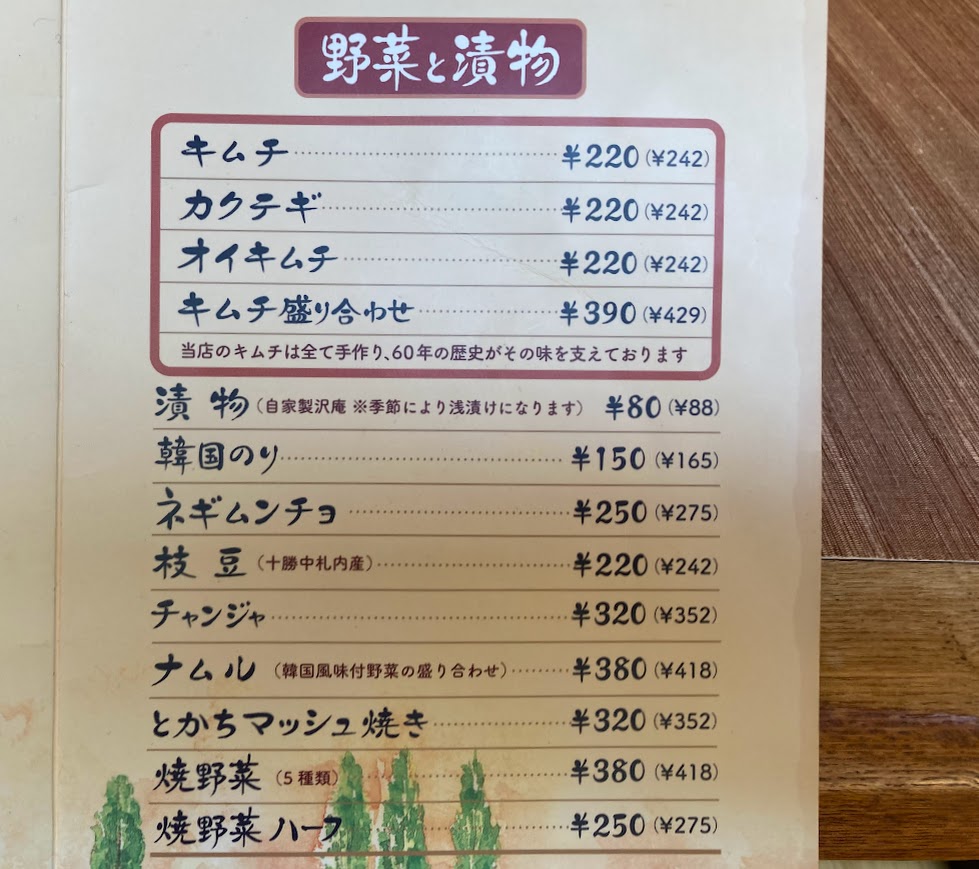 野菜と漬物
キムチ ¥220 (¥242)
カクテギ ¥220 (¥242)
オイキムチ ¥220 (¥242)
キムチ盛り合わせ ¥390 (¥429)
当店のキムチは全て手作り、60年の歴史がその味を支えております
漬 物 (自家製沢庵 ※季節により浅漬けになります) ¥80 (¥88)
韓国のり ¥150 (¥165)
ネギムンチョ ¥250 (¥275)
枝 豆 (十勝中札内産) ¥220 (¥242)
チャンジャ ¥320 (¥352)
ナムル (韓国風味付野菜の盛り合わせ) ¥380 (¥418)
とかちマッシュ焼き ¥320 (¥352)
焼野菜 (5種類) ¥380 (¥418)
焼野菜 ハーフ ¥250 (¥275)